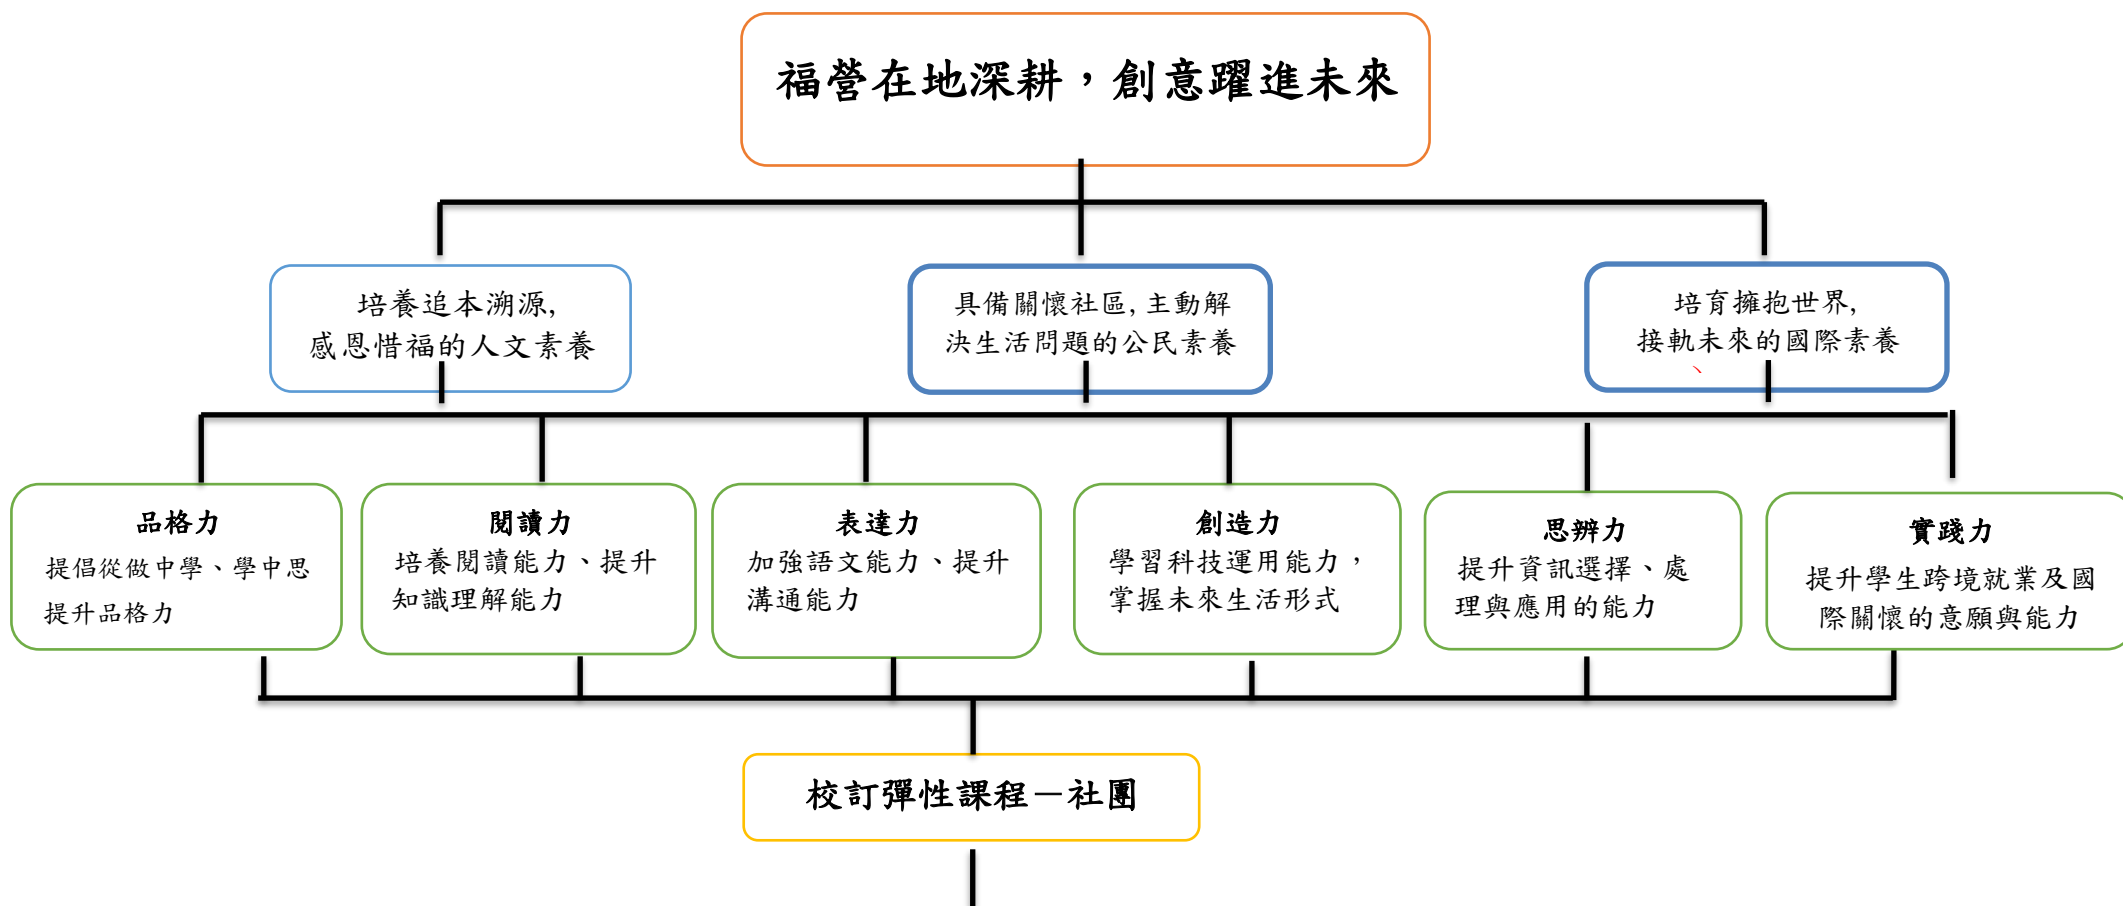 福營在地深耕，創意躍進未來
培養追本溯源,
感恩惜福的人文素養
具備關懷社區, 主動解
決生活問題的公民素養
培育擁抱世界,
接軌未來的國際素養
、
品格力
提倡從做中學、學中思
提升品格力
閱讀力
培養閱讀能力、提升
知識理解能力
表達力
加強語文能力、提升
溝通能力
創造力
學習科技運用能力，
掌握未來生活形式
思辨力
提升資訊選擇、處
理與應用的能力
實踐力
提升學生跨境就業及國
際關懷的意願與能力
校訂彈性課程－社團